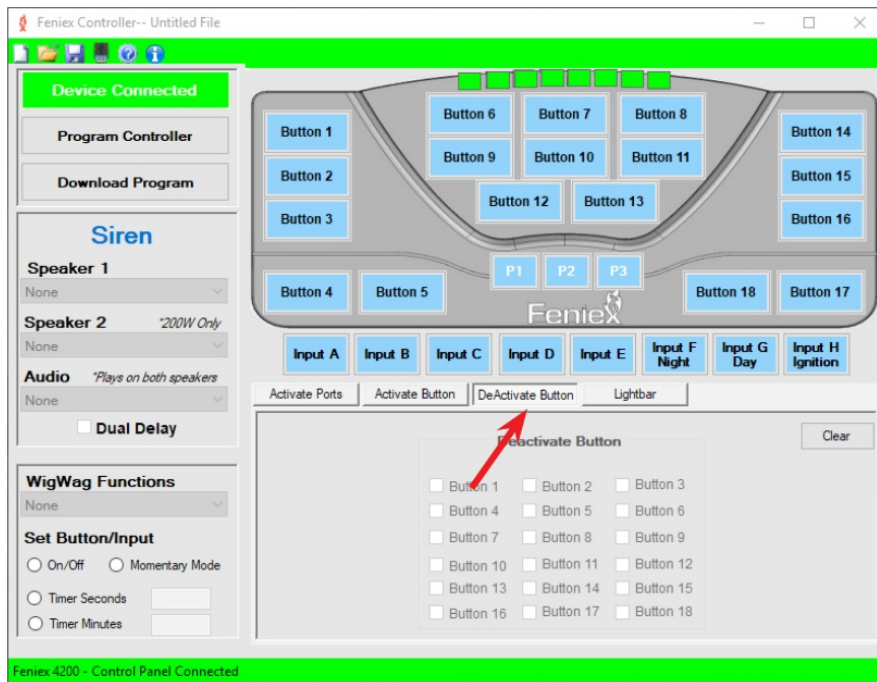 Feniex Controller-- Untitled File
Device Connected
Program Controller
Download Program
Siren
Speaker 1
None
Speaker 2 *200W Only
None
Audio *Plays on both speakers
None
Dual Delay
WigWag Functions
None
Set Button/Input
On/Off Momentary Mode
Timer Seconds
Timer Minutes
Button 6 Button 7 Button 8
Button 1 Button 14
Button 9 Button 10 Button 11
Button 2 Button 15
Button 12 Button 13
Button 3 Button 16
P1 P2 P3
Button 4 Button 5 Button 18 Button 17
Feniex
Input A Input B Input C Input D Input E Input F Night Input G Day Input H Ignition
Activate Ports Activate Button DeActivate Button Lightbar
Deactivate Button Clear
Button 1 Button 2 Button 3
Button 4 Button 5 Button 6
Button 7 Button 8 Button 9
Button 10 Button 11 Button 12
Button 13 Button 14 Button 15
Button 16 Button 17 Button 18
Feniex 4200 - Control Panel Connected